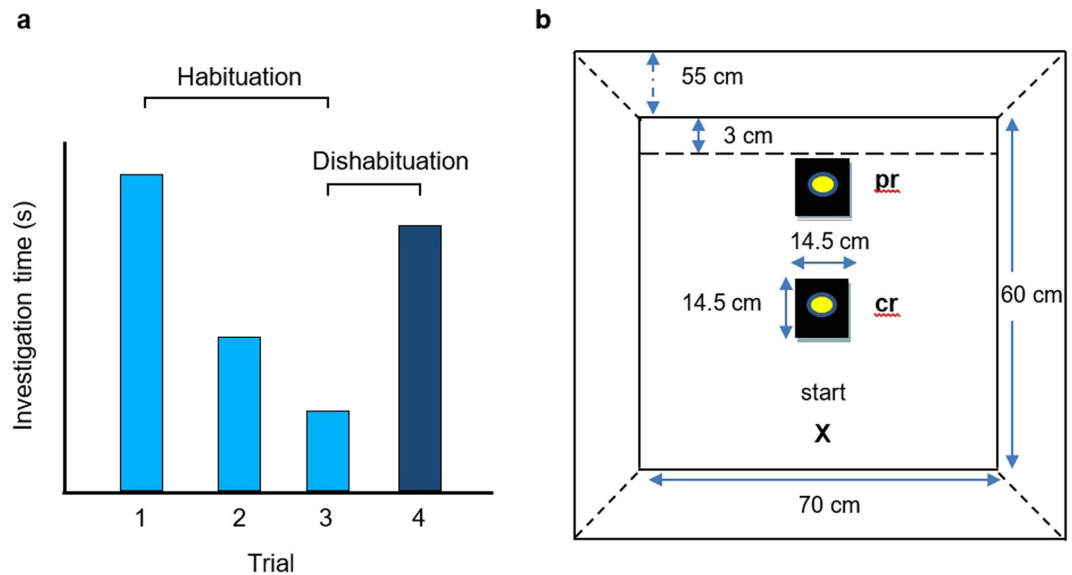 a
Habituation
Dishabituation
Investigation time (s)
1
2
3
4
Trial
b
55 cm
3 cm
pr
14.5 cm
14.5 cm
cr
60 cm
start
X
70 cm